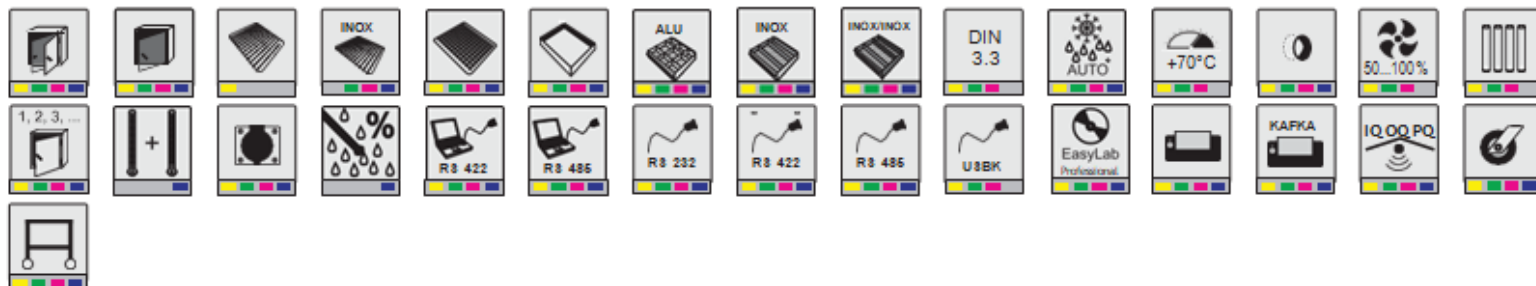 INOX
ALU
INOX
INOX/INOX
DIN
3.3
AUTO
+70°C
50...100%
1, 2, 3, ...
+
%
RS 422
RS 485
RS 232
RS 422
RS 485
USBK
EasyLab
Professional
KAFKA
IQ OQ PQ